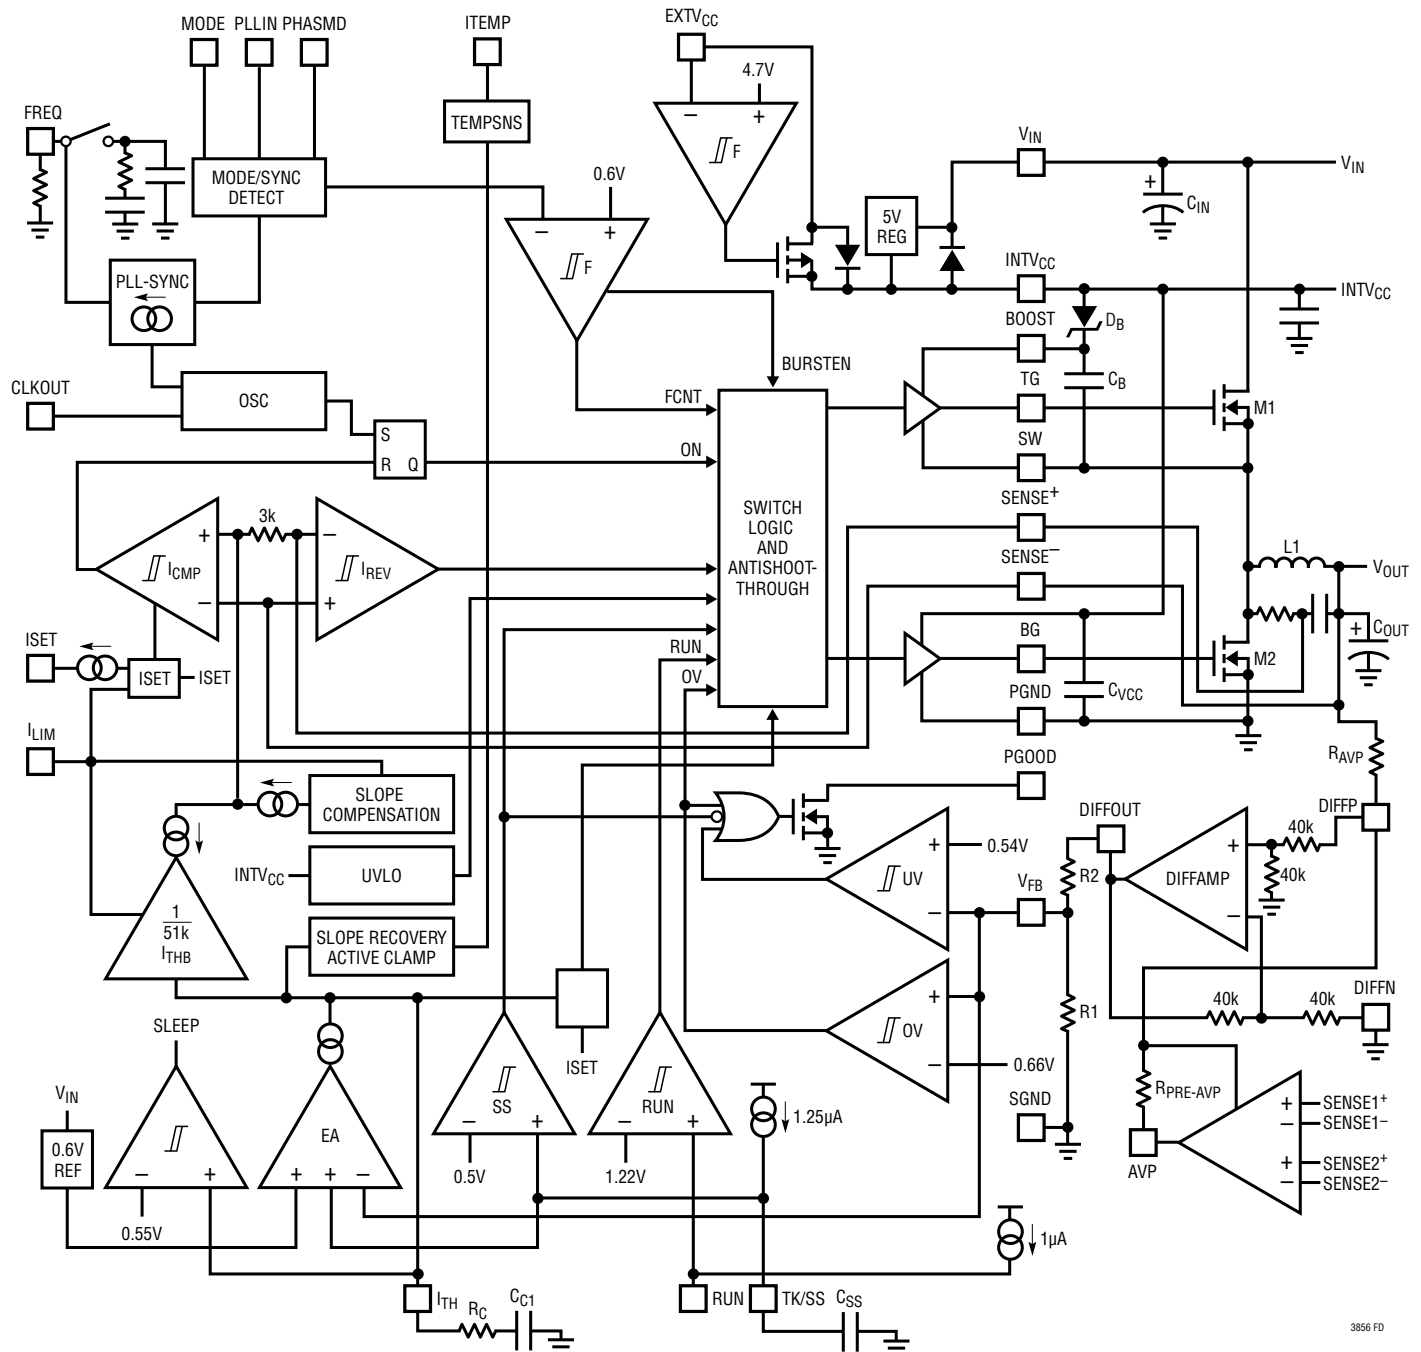 MODE PLLIN PHASMD
ITEMP
EXTVCC
4.7V
FREQ
TEMPSNS
−
+
F
VIN
VIN
MODE/SYNC
DETECT
0.6V
+
CIN
5V
REG
−
+
F
PLL-SYNC
INTVCC
INTVCC
BOOST
DB
BURSTEN
CLKOUT
OSC
FCNT
TG
CB
M1
S
R Q
ON
SW
SENSE+
3k
+
−
ICMP
IREV
−
+
SWITCH
LOGIC
AND
ANTISHOOT-
THROUGH
SENSE−
L1
VOUT
ISET
ISET
ISET
RUN
OV
BG
M2
+
COUT
PGND
CVCC
ILIM
PGOOD
RAVP
SLOPE
COMPENSATION
DIFFOUT
DIFFP
40k
+
0.54V
+
DIFFAMP
40k
INTVCC
UVLO
UV
VFB
R2
−
−
1
51k
ITHB
SLOPE RECOVERY
ACTIVE CLAMP
+
OV
−
0.66V
R1
40k
40k
DIFFN
SLEEP
ISET
VIN
SS
RUN
1.25µA
SGND
RPRE-AVP
+
−
SENSE1+
SENSE1−
0.6V
REF
EA
−
+
−
+
−
+
+
+
−
0.5V
1.22V
AVP
+
−
SENSE2+
SENSE2−
0.55V
1µA
ITH
RC
CC1
RUN
TK/SS
CSS
3856 FD